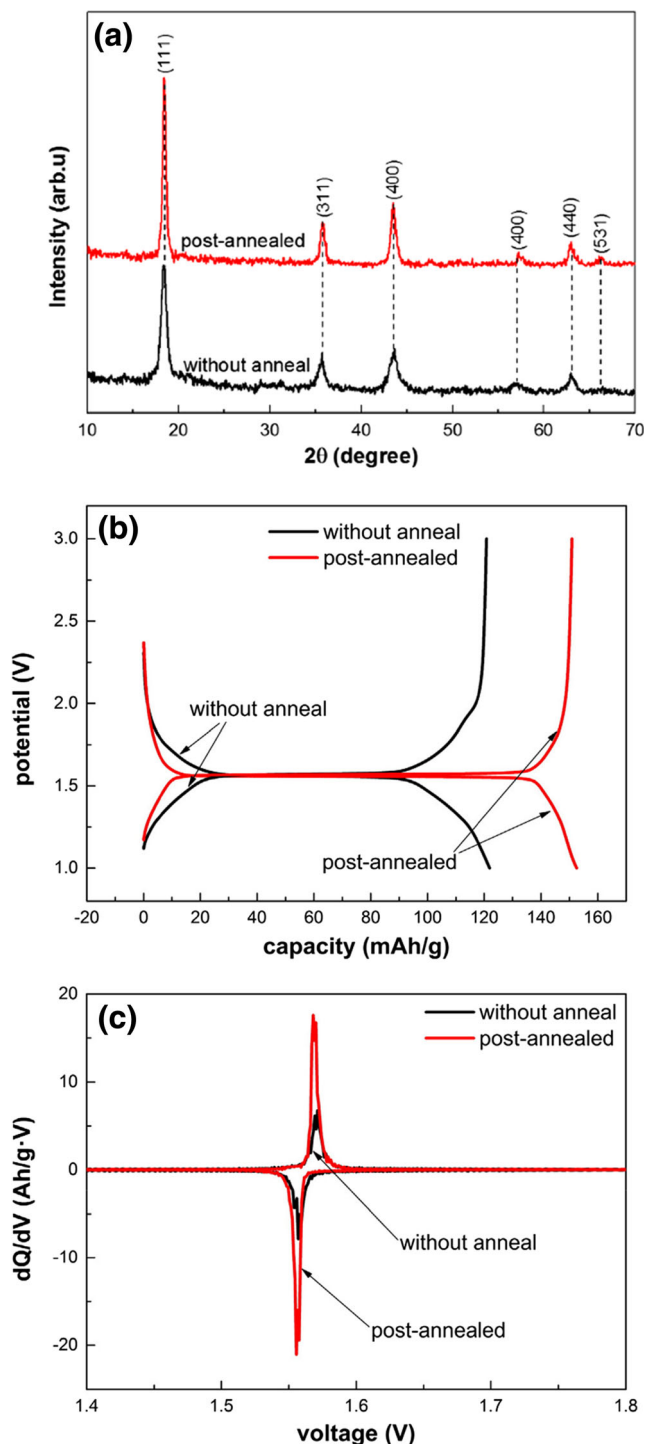 (a)
(111)
(311)
(400)
(400)
(440)
(531)
post-annealed
without anneal
Intensity (arb.u)
10 20 30 40 50 60 70
2θ (degree)
(b)
without anneal
post-annealed
3.0
2.5
2.0
1.5
1.0
without anneal
post-annealed
potential (V)
-20 0 20 40 60 80 100 120 140 160
capacity (mAh/g)
(c)
without anneal
post-annealed
20
10
0
-10
-20
without anneal
post-annealed
dQ/dV (Ah/g·V)
1.4 1.5 1.6 1.7 1.8
voltage (V)